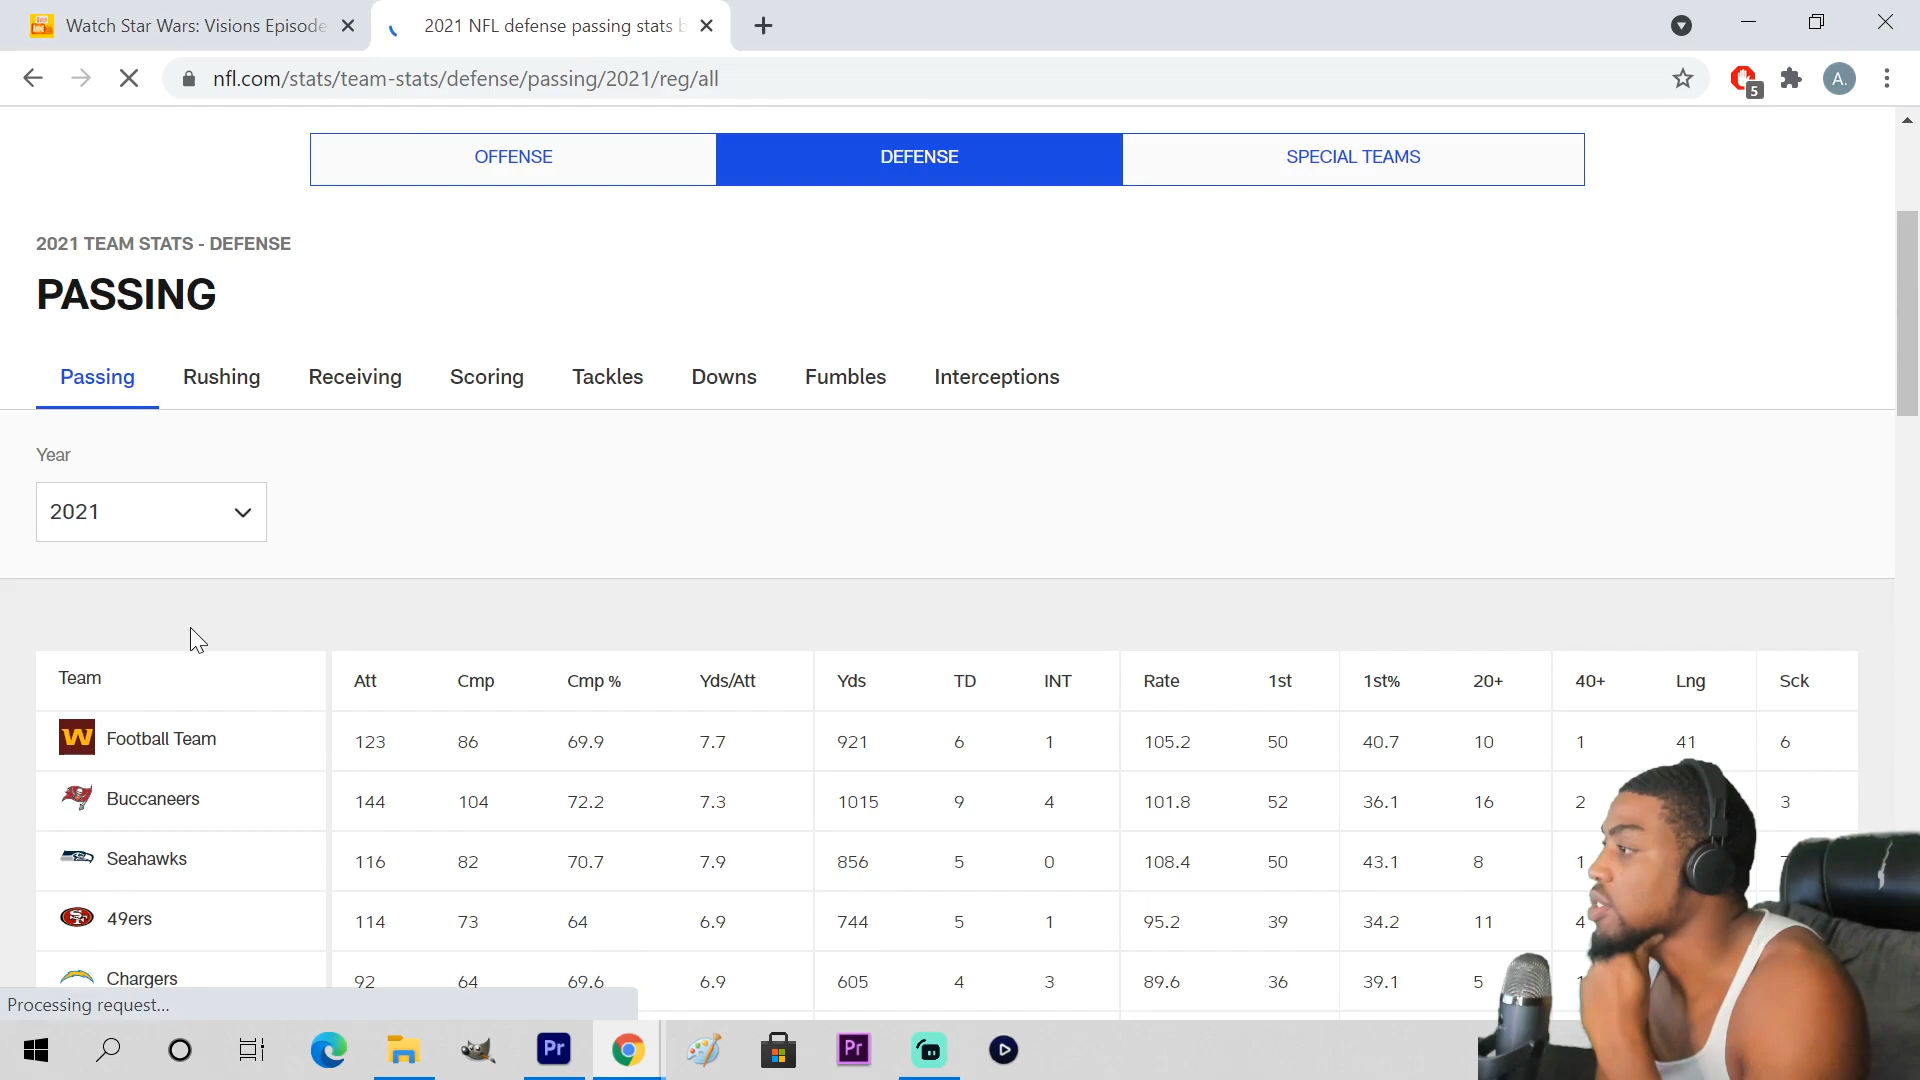 Watch Star Wars: Visions Episode
2021 NFL defense passing stats b
nfl.com/stats/team-stats/defense/passing/2021/reg/all
5
A.
OFFENSE DEFENSE SPECIAL TEAMS
2021 TEAM STATS - DEFENSE
PASSING
Passing Rushing Receiving Scoring Tackles Downs Fumbles Interceptions
Year
2021
Team Att Cmp Cmp % Yds/Att Yds TD INT Rate 1st 1st% 20+ 40+ Lng Sck
W Football Team 123 86 69.9 7.7 921 6 1 105.2 50 40.7 10 1 41 6
Buccaneers 144 104 72.2 7.3 1015 9 4 101.8 52 36.1 16 2 3
Seahawks 116 82 70.7 7.9 856 5 0 108.4 50 43.1 8 1
49ers 114 73 64 6.9 744 5 1 95.2 39 34.2 11 4
Chargers 92 64 69.6 6.9 605 4 3 89.6 36 39.1 5
Processing request...
Pr Pr